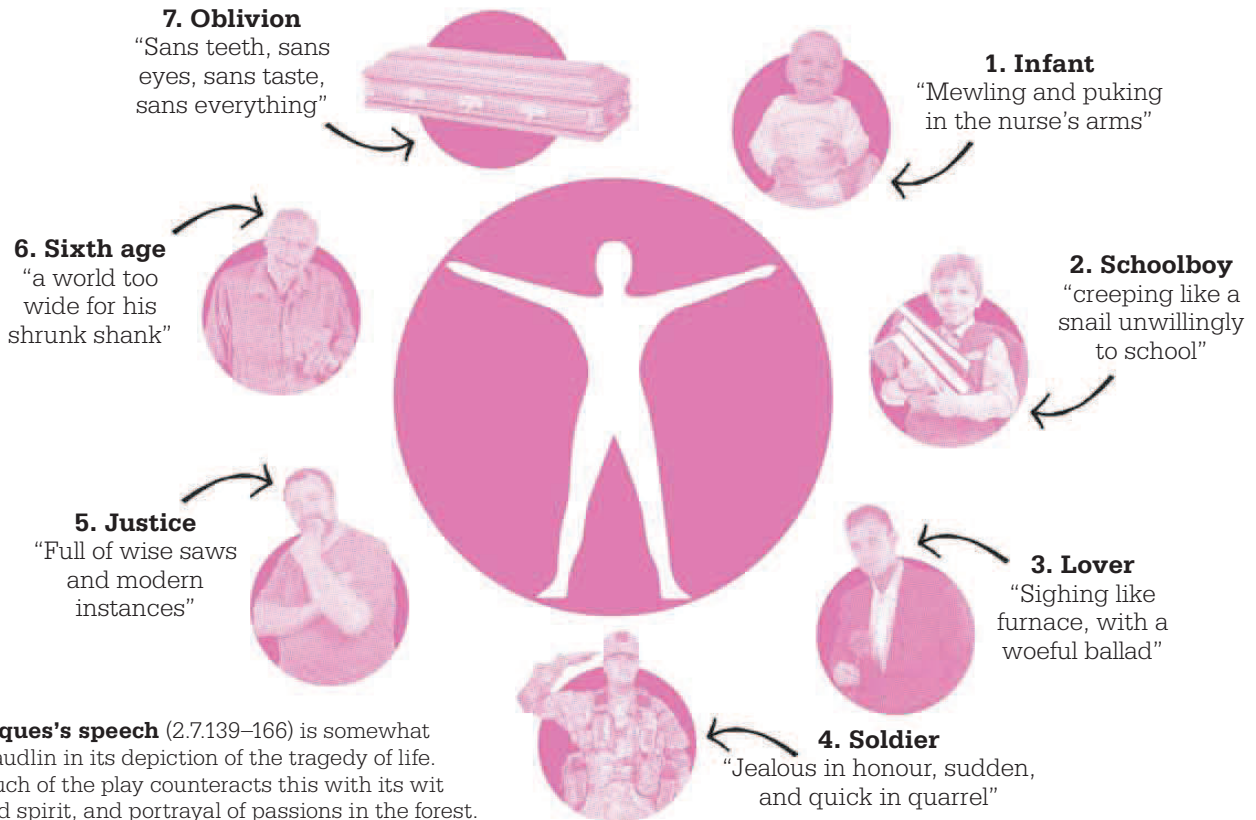 7. Oblivion
“Sans teeth, sans
eyes, sans taste,
sans everything”
1. Infant
“Mewling and puking
in the nurse’s arms”
2. Schoolboy
“creeping like a
snail unwillingly
to school”
3. Lover
“Sighing like
furnace, with a
woeful ballad”
4. Soldier
“Jealous in honour, sudden,
and quick in quarrel”
5. Justice
“Full of wise saws
and modern
instances”
6. Sixth age
“a world too
wide for his
shrunk shank”
ques’s speech (2.7.139–166) is somewhat
udlin in its depiction of the tragedy of life.
uch of the play counteracts this with its wit
d spirit, and portrayal of passions in the forest.